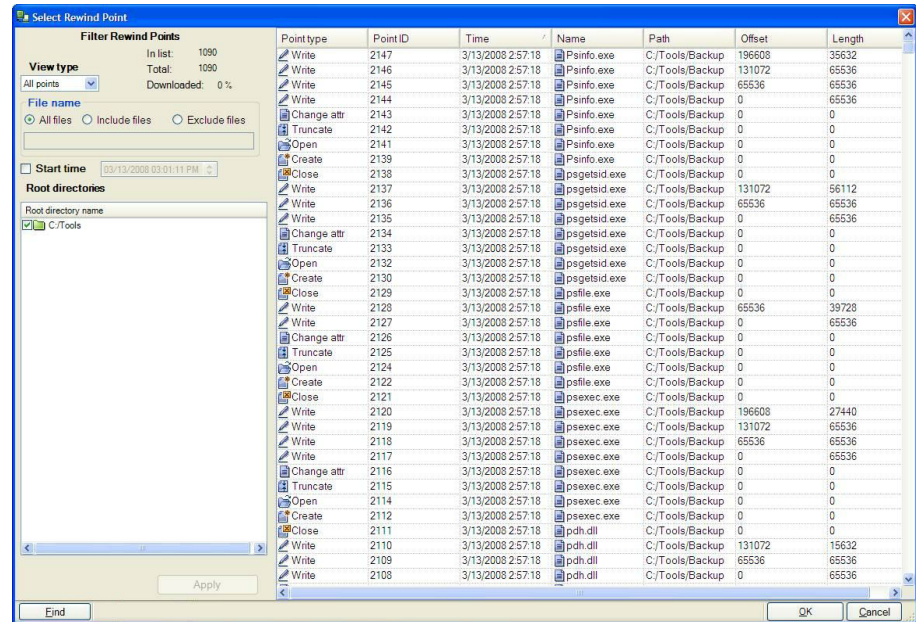 Select Rewind Point
Filter Rewind Points
In list: 1090
View type
Total: 1090
All points
Downloaded: 0 %
File name
All files Include files Exclude files
Start time 03/13/2008 03:01:11 PM
Root directories
Root directory name
C:/Tools
Apply
Point type Point ID Time Name Path Offset Length
Write 2147 3/13/2008 2:57:18 Psinfo.exe C:/Tools/Backup 196608 35632
Write 2146 3/13/2008 2:57:18 Psinfo.exe C:/Tools/Backup 131072 65536
Write 2145 3/13/2008 2:57:18 Psinfo.exe C:/Tools/Backup 65536 65536
Write 2144 3/13/2008 2:57:18 Psinfo.exe C:/Tools/Backup 0 65536
Change attr 2143 3/13/2008 2:57:18 Psinfo.exe C:/Tools/Backup 0 0
Truncate 2142 3/13/2008 2:57:18 Psinfo.exe C:/Tools/Backup 0 0
Open 2141 3/13/2008 2:57:18 Psinfo.exe C:/Tools/Backup 0 0
Create 2139 3/13/2008 2:57:18 Psinfo.exe C:/Tools/Backup 0 0
Close 2138 3/13/2008 2:57:18 psgetsid.exe C:/Tools/Backup 0 0
Write 2137 3/13/2008 2:57:18 psgetsid.exe C:/Tools/Backup 131072 56112
Write 2136 3/13/2008 2:57:18 psgetsid.exe C:/Tools/Backup 65536 65536
Write 2135 3/13/2008 2:57:18 psgetsid.exe C:/Tools/Backup 0 65536
Change attr 2134 3/13/2008 2:57:18 psgetsid.exe C:/Tools/Backup 0 0
Truncate 2133 3/13/2008 2:57:18 psgetsid.exe C:/Tools/Backup 0 0
Open 2132 3/13/2008 2:57:18 psgetsid.exe C:/Tools/Backup 0 0
Create 2130 3/13/2008 2:57:18 psgetsid.exe C:/Tools/Backup 0 0
Close 2129 3/13/2008 2:57:18 psfile.exe C:/Tools/Backup 0 0
Write 2128 3/13/2008 2:57:18 psfile.exe C:/Tools/Backup 65536 39728
Write 2127 3/13/2008 2:57:18 psfile.exe C:/Tools/Backup 0 65536
Change attr 2126 3/13/2008 2:57:18 psfile.exe C:/Tools/Backup 0 0
Truncate 2125 3/13/2008 2:57:18 psfile.exe C:/Tools/Backup 0 0
Open 2124 3/13/2008 2:57:18 psfile.exe C:/Tools/Backup 0 0
Create 2122 3/13/2008 2:57:18 psfile.exe C:/Tools/Backup 0 0
Close 2121 3/13/2008 2:57:18 psexec.exe C:/Tools/Backup 0 0
Write 2120 3/13/2008 2:57:18 psexec.exe C:/Tools/Backup 196608 27440
Write 2119 3/13/2008 2:57:18 psexec.exe C:/Tools/Backup 131072 65536
Write 2118 3/13/2008 2:57:18 psexec.exe C:/Tools/Backup 65536 65536
Write 2117 3/13/2008 2:57:18 psexec.exe C:/Tools/Backup 0 65536
Change attr 2116 3/13/2008 2:57:18 psexec.exe C:/Tools/Backup 0 0
Truncate 2115 3/13/2008 2:57:18 psexec.exe C:/Tools/Backup 0 0
Open 2114 3/13/2008 2:57:18 psexec.exe C:/Tools/Backup 0 0
Create 2112 3/13/2008 2:57:18 psexec.exe C:/Tools/Backup 0 0
Close 2111 3/13/2008 2:57:18 pdh.dll C:/Tools/Backup 0 0
Write 2110 3/13/2008 2:57:18 pdh.dll C:/Tools/Backup 131072 15632
Write 2109 3/13/2008 2:57:18 pdh.dll C:/Tools/Backup 65536 65536
Write 2108 3/13/2008 2:57:18 pdh.dll C:/Tools/Backup 0 65536
Find OK Cancel